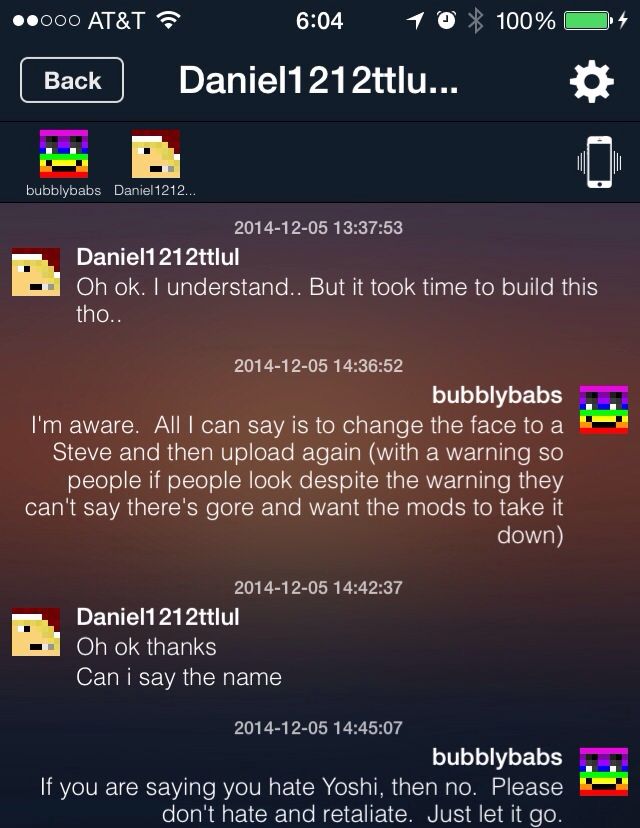 AT&T 6:04 100%
Back Daniel1212ttlu...
bubblybabs Daniel1212...
2014-12-05 13:37:53
Daniel1212ttlul
Oh ok. I understand.. But it took time to build this
tho..
2014-12-05 14:36:52
bubblybabs
I'm aware.  All I can say is to change the face to a
Steve and then upload again (with a warning so
people if people look despite the warning they
can't say there's gore and want the mods to take it
down)
2014-12-05 14:42:37
Daniel1212ttlul
Oh ok thanks
Can i say the name
2014-12-05 14:45:07
bubblybabs
If you are saying you hate Yoshi, then no.  Please
don't hate and retaliate.  Just let it go.